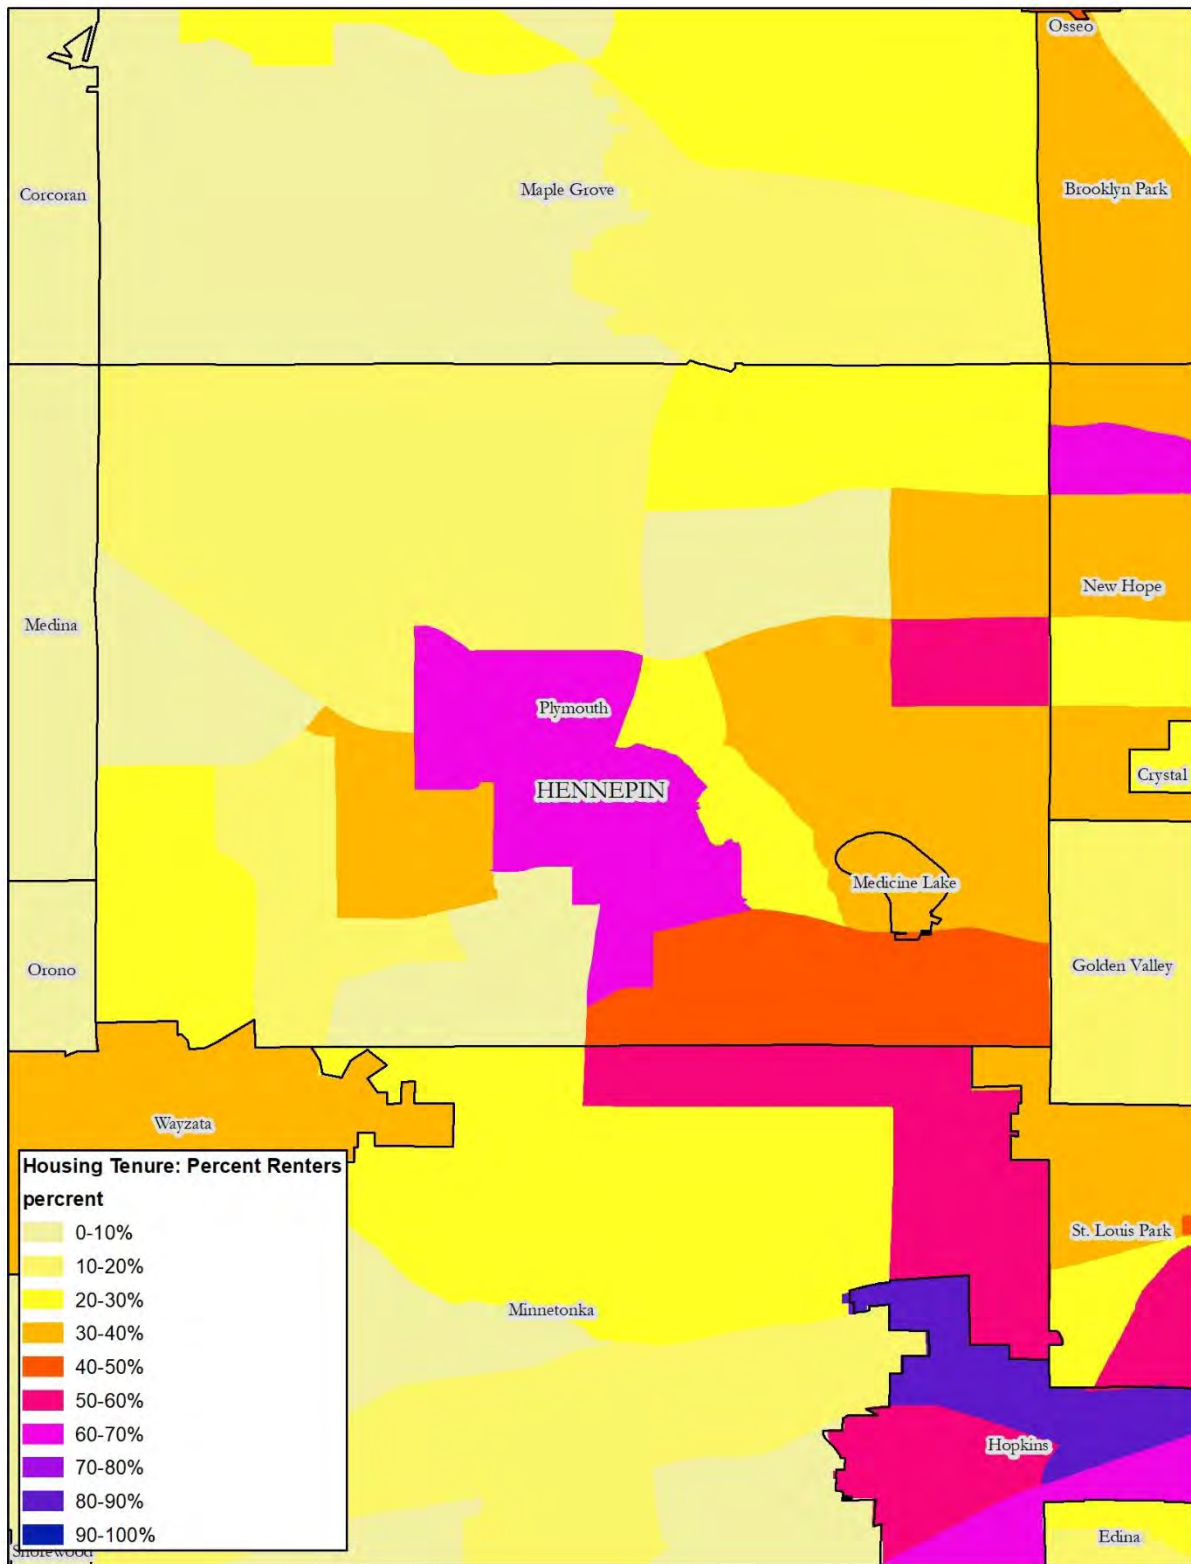 Osseo
Corcoran
Maple Grove
Brooklyn Park
New Hope
Medina
Plymouth
Crystal
HENNEPIN
Medicine Lake
Orono
Golden Valley
Wayzata
Housing Tenure: Percent Renters
percrent
0-10%
10-20%
20-30%
30-40%
40-50%
50-60%
60-70%
70-80%
80-90%
90-100%
St. Louis Park
Minnetonka
Hopkins
Edina
Shorewood